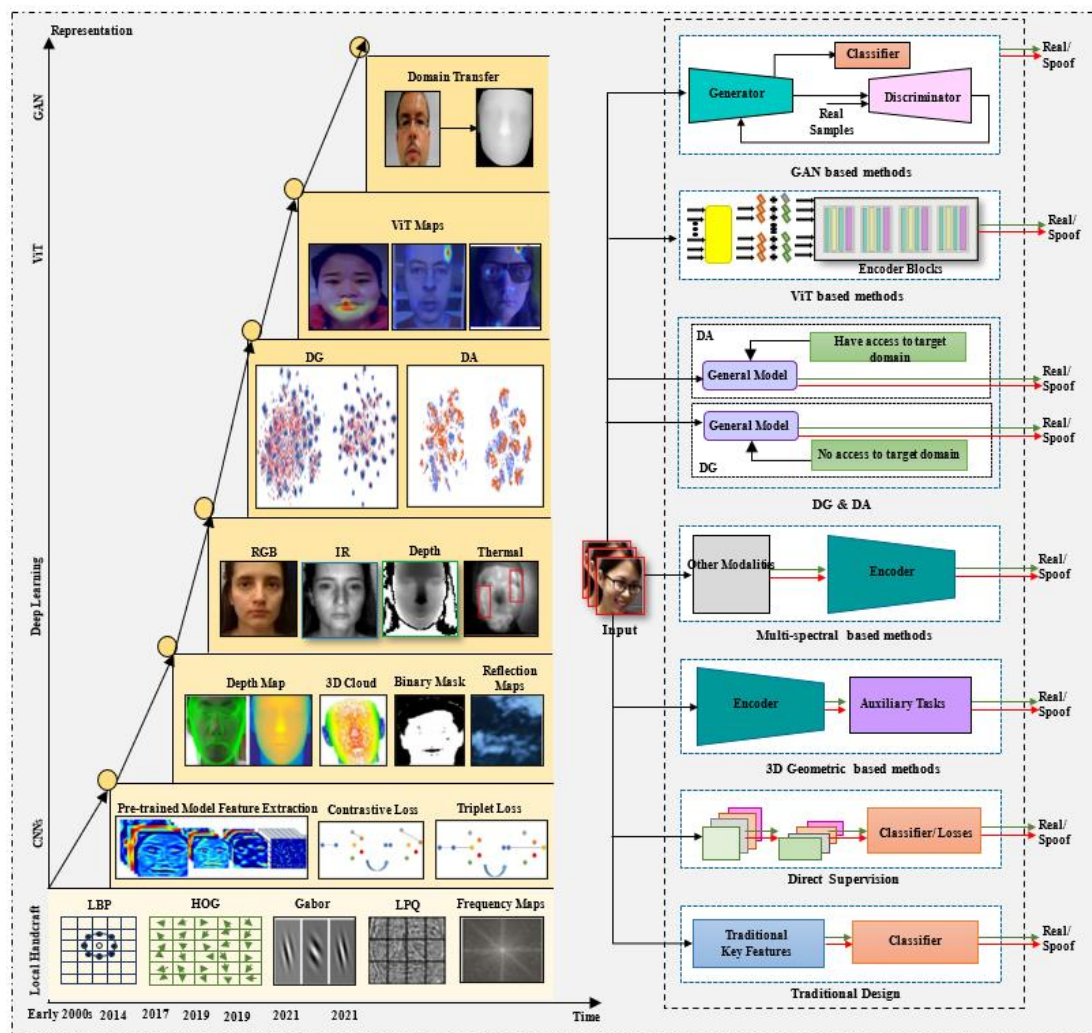 Representation
GAN
ViT
Deep Learning
CNNs
Local Handcraft
Domain Transfer
ViT Maps
DG
DA
RGB
IR
Depth
Thermal
Depth Map
3D Cloud
Binary Mask
Reflection
Maps
Pre-trained Model Feature Extraction
Contrastive Loss
Triplet Loss
LBP
HOG
Gabor
LPQ
Frequency Maps
Early 2000s
2014
2017
2019
2019
2021
2021
Time
Input
Classifier
Generator
Discriminator
Real
Samples
Real/
Spoof
GAN based methods
Encoder Blocks
Real/
Spoof
ViT based methods
DA
Have access to target
domain
General Model
Real/
Spoof
General Model
Real/
Spoof
No access to target domain
DG
DG & DA
Other Modalities
Encoder
Real/
Spoof
Multi-spectral based methods
Encoder
Auxiliary Tasks
Real/
Spoof
3D Geometric based methods
Classifier/Losses
Real/
Spoof
Direct Supervision
Traditional
Key Features
Classifier
Real/
Spoof
Traditional Design